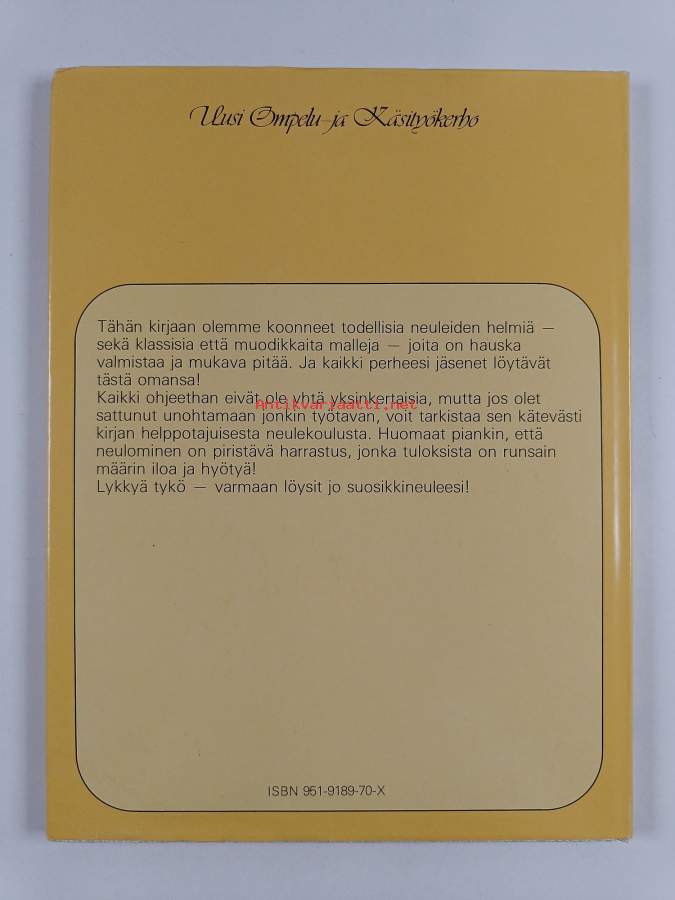 Uusi Ompelu- ja Käsityökerho
Tähän kirjaan olemme koonneet todellisia neuleiden helmiä —
sekä klassisia että muodikkaita malleja — joita on hauska
valmistaa ja mukava pitää. Ja kaikki perheesi jäsenet löytävät
tästä omansa!
Kaikki ohjeethan eivät ole yhtä yksinkertaisia, mutta jos olet
Antikvariaatti.net
sattunut unohtamaan jonkin työtavan, voit tarkistaa sen kätevästi
kirjan helppotajuisesta neulekoulusta. Huomaat piankin, että
neulominen on piristävä harrastus, jonka tuloksista on runsain
määrin iloa ja hyötyä!
Lykkyä tykö — varmaan löysit jo suosikkineuleesi!
ISBN 951-9189-70-X